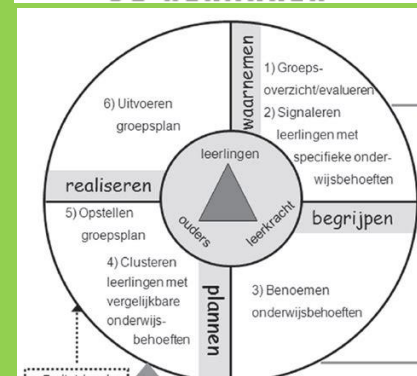 waarnemen
1) Groeps-
overzicht/evalueren
2) Signaleren
leerlingen met
specifieke onder-
wijsbehoeften
begrijpen
3) Benoemen
onderwijsbehoeften
plannen
4) Clusteren
leerlingen met
vergelijkbare
onderwijs-
behoeften
5) Opstellen
groepsplan
realiseren
6) Uitvoeren
groepsplan
leerlingen
ouders
leerkracht